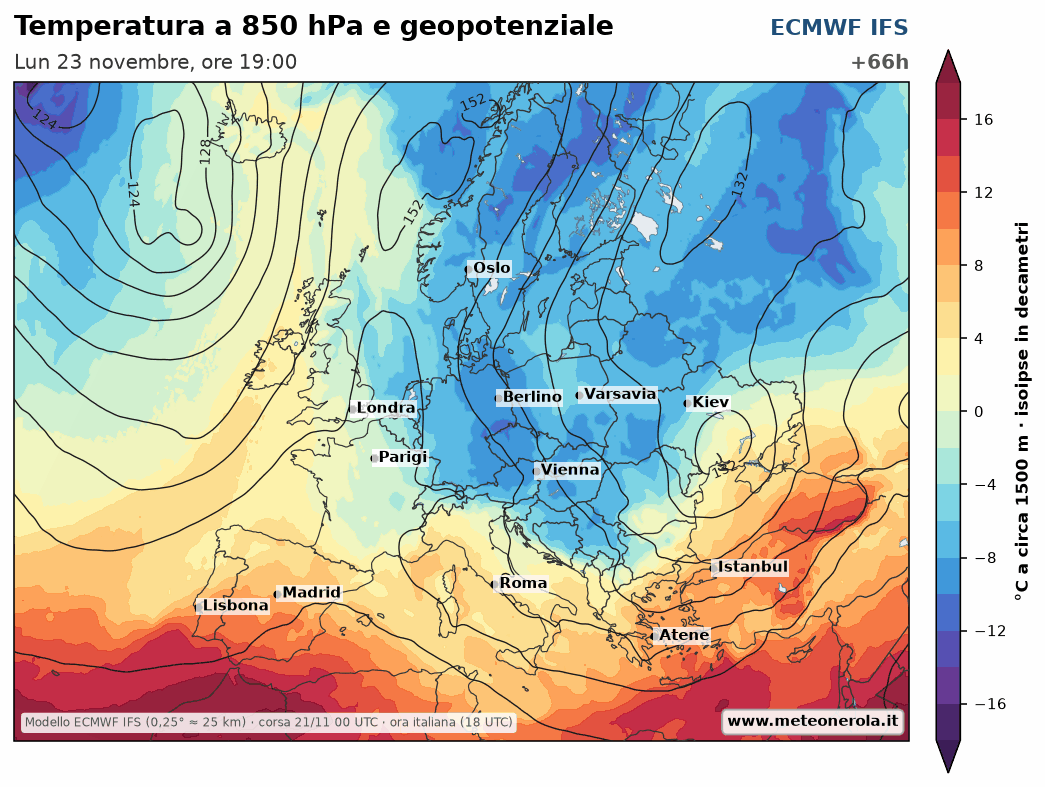 Temperatura a 850 hPa e geopotenziale
ECMWF IFS
Lun 23 novembre, ore 19:00
+66h
124
128
124
152
152
132
Oslo
Berlino
Varsavia
Kiev
Londra
Parigi
Vienna
Istanbul
Roma
Madrid
Lisbona
Atene
16
12
8
4
0
−4
−8
−12
−16
°C a circa 1500 m · isoipse in decametri
Modello ECMWF IFS (0,25° ≈ 25 km) · corsa 21/11 00 UTC · ora italiana (18 UTC)
www.meteonerola.it